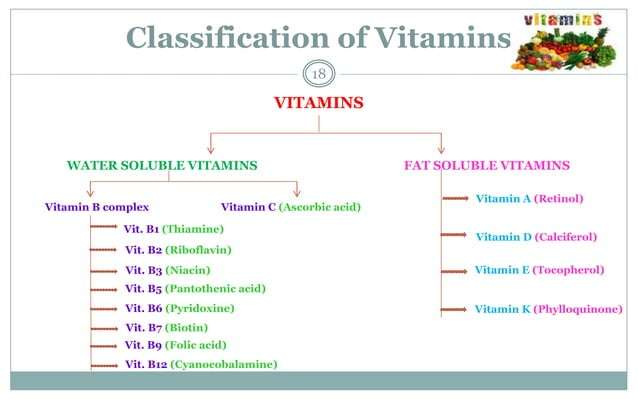 Classification of Vitamins
vitamins
18
VITAMINS
WATER SOLUBLE VITAMINS
FAT SOLUBLE VITAMINS
Vitamin B complex
Vitamin C (Ascorbic acid)
Vit. B1 (Thiamine)
Vit. B2 (Riboflavin)
Vit. B3 (Niacin)
Vit. B5 (Pantothenic acid)
Vit. B6 (Pyridoxine)
Vit. B7 (Biotin)
Vit. B9 (Folic acid)
Vit. B12 (Cyanocobalamine)
Vitamin A (Retinol)
Vitamin D (Calciferol)
Vitamin E (Tocopherol)
Vitamin K (Phylloquinone)